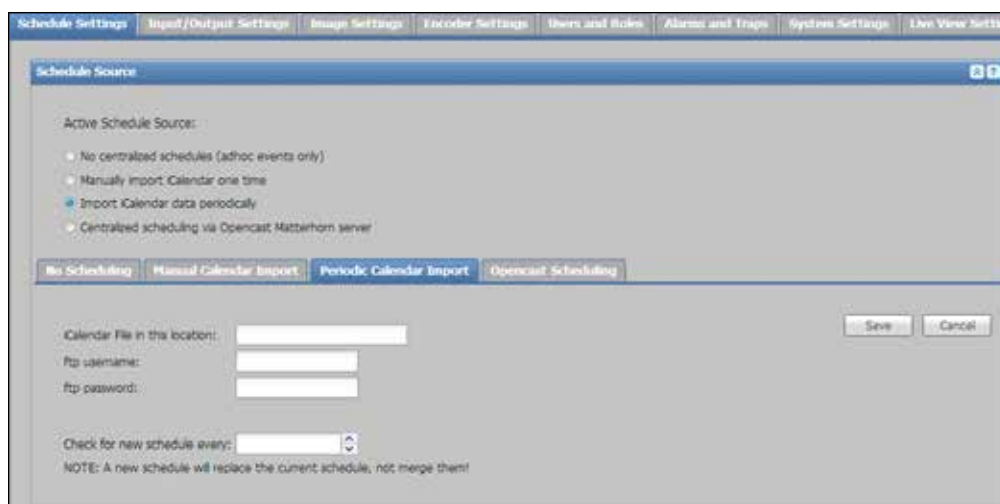 Schedule Settings Input/Output Settings Image Settings Encoder Settings Users and Roles Alarms and Traps System Settings Live View Setti
Schedule Source
Active Schedule Source:
No centralized schedules (adhoc events only)
Manually import iCalendar one time
Import iCalendar data periodically
Centralized scheduling via Opencast Matterhorn server
No Scheduling Manual Calendar Import Periodic Calendar Import Opencast Scheduling
iCalendar File in this location:
Save Cancel
ftp username:
ftp password:
Check for new schedule every:
NOTE: A new schedule will replace the current schedule, not merge them!